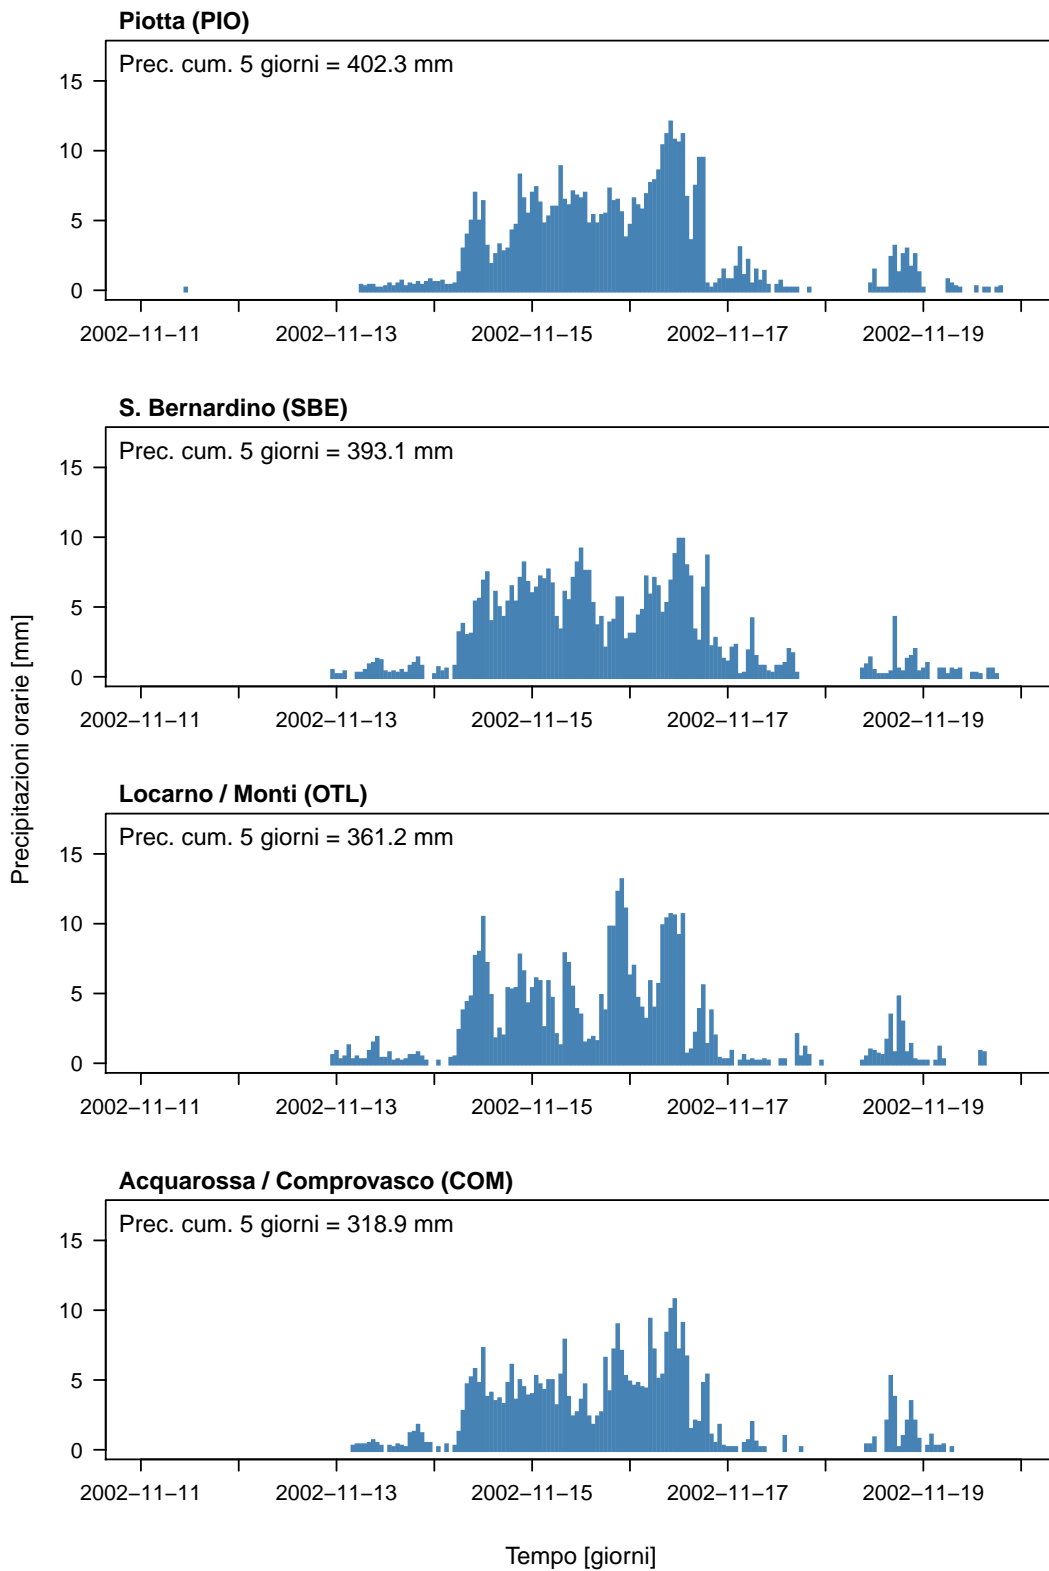 Piotta (PIO)
Prec. cum. 5 giorni = 402.3 mm
15
10
5
0
2002−11−11 2002−11−13 2002−11−15 2002−11−17 2002−11−19
S. Bernardino (SBE)
Prec. cum. 5 giorni = 393.1 mm
15
10
5
0
2002−11−11 2002−11−13 2002−11−15 2002−11−17 2002−11−19
Precipitazioni orarie [mm]
Locarno / Monti (OTL)
Prec. cum. 5 giorni = 361.2 mm
15
10
5
0
2002−11−11 2002−11−13 2002−11−15 2002−11−17 2002−11−19
Acquarossa / Comprovasco (COM)
Prec. cum. 5 giorni = 318.9 mm
15
10
5
0
2002−11−11 2002−11−13 2002−11−15 2002−11−17 2002−11−19
Tempo [giorni]